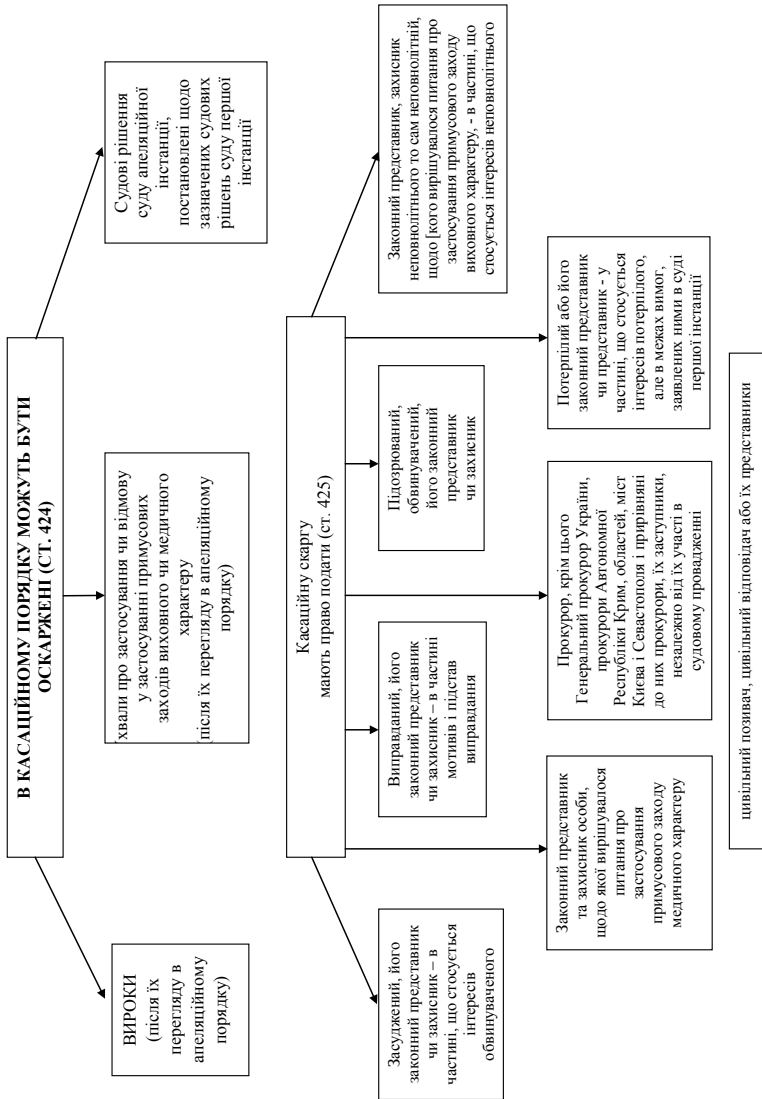 В КАСАЦІЙНОМУ ПОРЯДКУ МОЖУТЬ БУТИ
ОСКАРЖЕНІ (СТ. 424)
ВИРОКИ
(після їх
перегляду в
апеляційному
порядку)
хвали про застосування чи відмову
у застосуванні примусових
заходів виховного чи медичного
характеру
(після їх перегляду в апеляційному
порядку)
Судові рішення
суду апеляційної
інстанції,
постановлені щодо
зазначених судових
рішень суду першої
інстанції
Касаційну скаргу
мають право подати (ст. 425)
Засуджений, його
законний представник
чи захисник – в
частині, що стосується
інтересів
обвинуваченого
Виправданий, його
законний представник
чи захисник – в частині
мотивів і підстав
виправдання
Підозрюваний,
обвинувачений,
його законний
представник
чи захисник
Законний представник, захисник
неповнолітнього то сам неповнолітній,
щодо [кого вирішувалося питання про
застосування примусового заходу
виховного характеру, - в частині, що
стосується інтересів неповнолітнього
Законний представник
та захисник особи,
щодо якої вирішувалося
питання про
застосування
примусового заходу
медичного характеру
Прокурор, крім цього
Генеральний прокурор України,
прокурори Автономної
Республіки Крим, областей, міст
Києва і Севастополя і прирівняні
до них прокурори, їх заступники,
незалежно від їх участі в
судовому провадженні
Потерпілий або його
законний представник
чи представник - у
частині, що стосується
інтересів потерпілого,
але в межах вимог,
заявлених ними в суді
першої інстанції
цивільний позивач, цивільний відповідач або їх представники